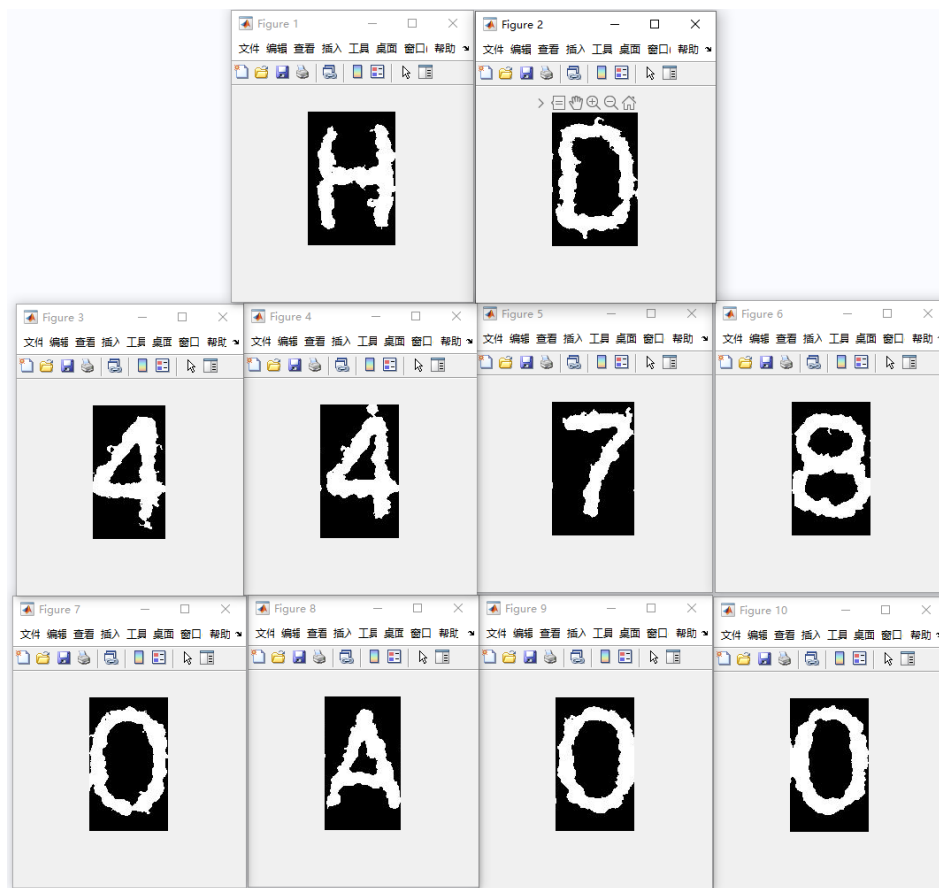 Figure 1
文件 编辑 查看 插入 工具 桌面 窗口 帮助
H
Figure 2
文件 编辑 查看 插入 工具 桌面 窗口 帮助
D
Figure 3
文件 编辑 查看 插入 工具 桌面 窗口 帮助
4
Figure 4
文件 编辑 查看 插入 工具 桌面 窗口 帮助
4
Figure 5
文件 编辑 查看 插入 工具 桌面 窗口 帮助
7
Figure 6
文件 编辑 查看 插入 工具 桌面 窗口 帮助
8
Figure 7
文件 编辑 查看 插入 工具 桌面 窗口 帮助
0
Figure 8
文件 编辑 查看 插入 工具 桌面 窗口 帮助
A
Figure 9
文件 编辑 查看 插入 工具 桌面 窗口 帮助
0
Figure 10
文件 编辑 查看 插入 工具 桌面 窗口 帮助
0